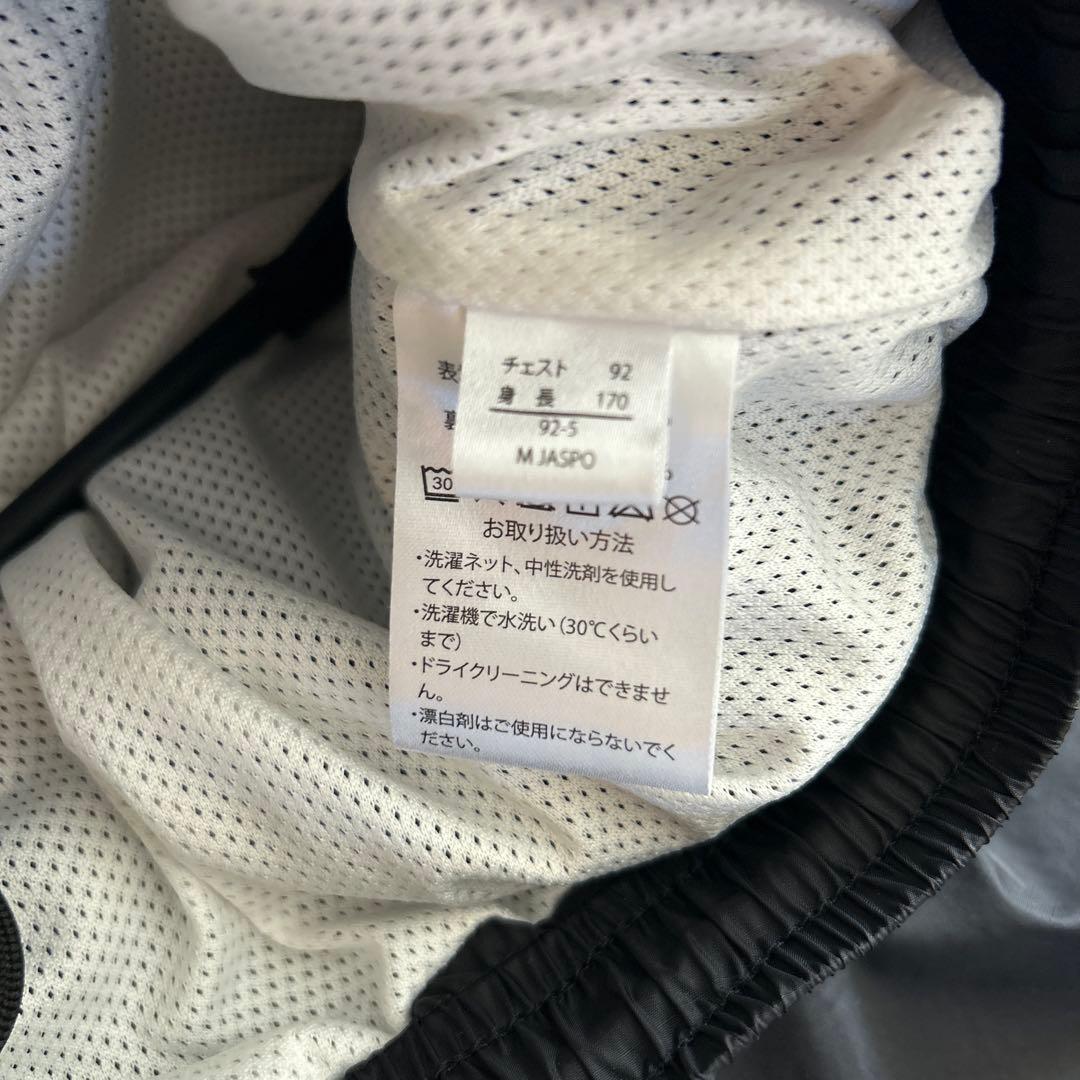 チェスト 92
身長 170
92-5
M JASPO
表
裏
30
お取り扱い方法
・洗濯ネット、中性洗剤を使用し
てください。
・洗濯機で水洗い（30℃くらい
まで）
・ドライクリーニングはできませ
ん。
・漂白剤はご使用にならないでく
ださい。